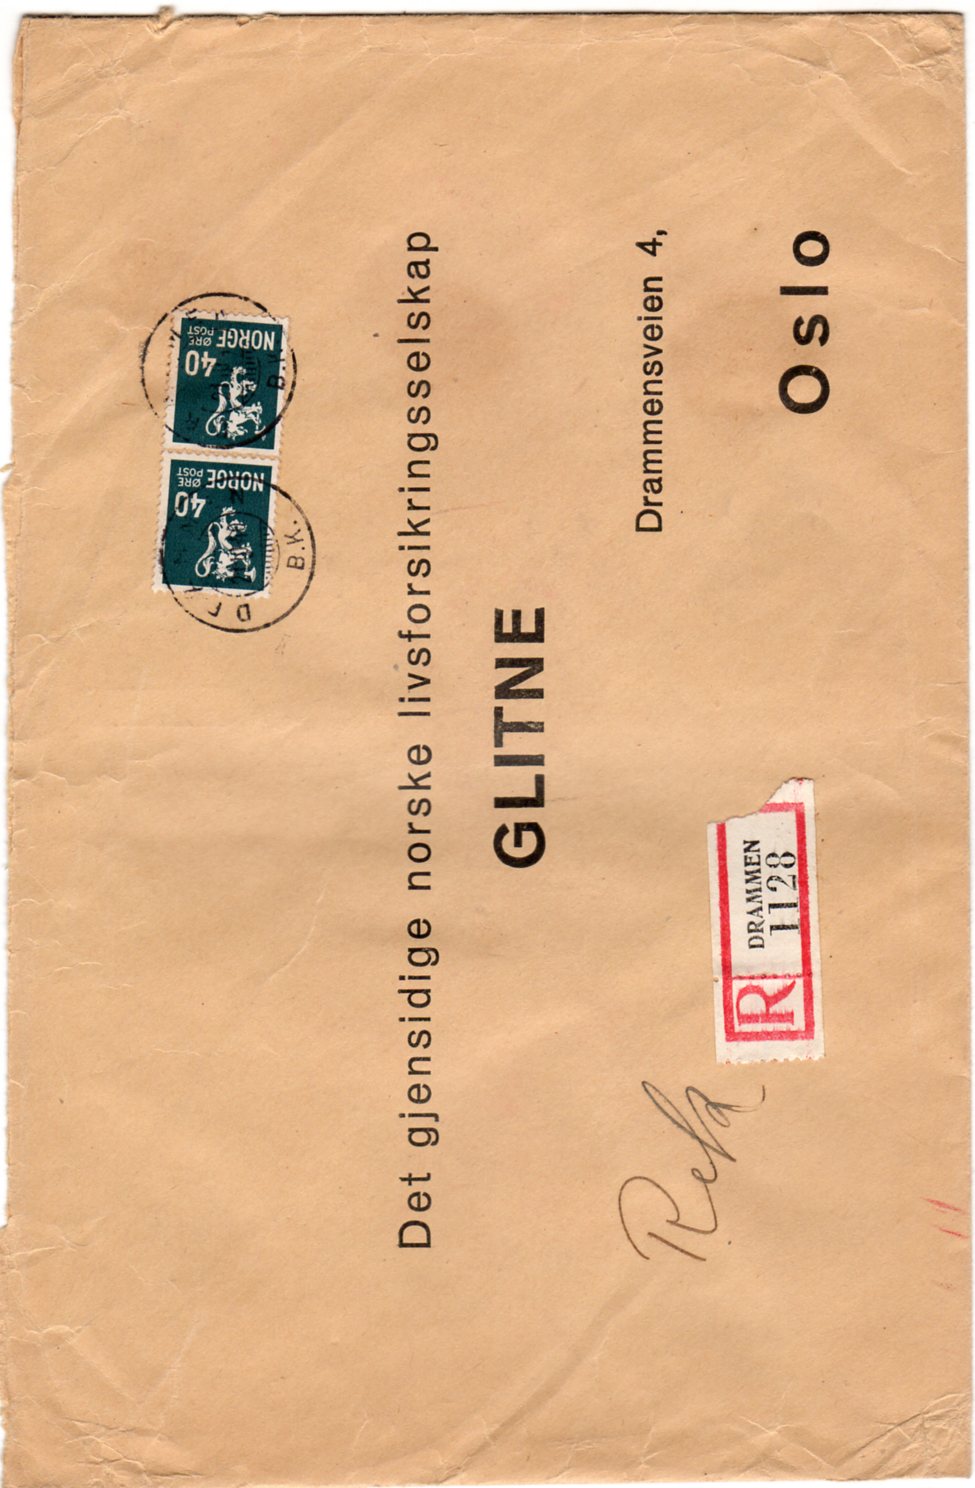 NORGE
ØRE
POST
40
NORGE
ØRE
POST
40
B.K.
B.K.
Det gjensidige norske livsforsikringsselskap
GLITNE
Drammensveien 4,
Oslo
R
DRAMMEN
1128